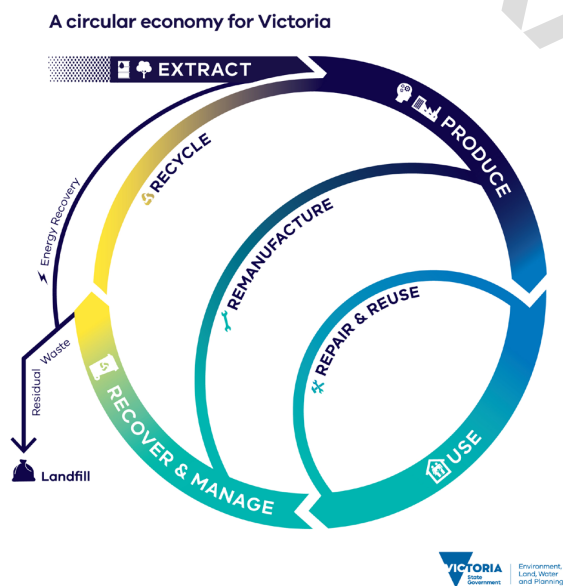 A circular economy for Victoria
EXTRACT
PRODUCE
RECYCLE
Energy Recovery
REMANUFACTURE
REPAIR & REUSE
Residual Waste
RECOVER & MANAGE
USE
Landfill
VICTORIA
State
Government
Environment,
Land, Water
and Planning